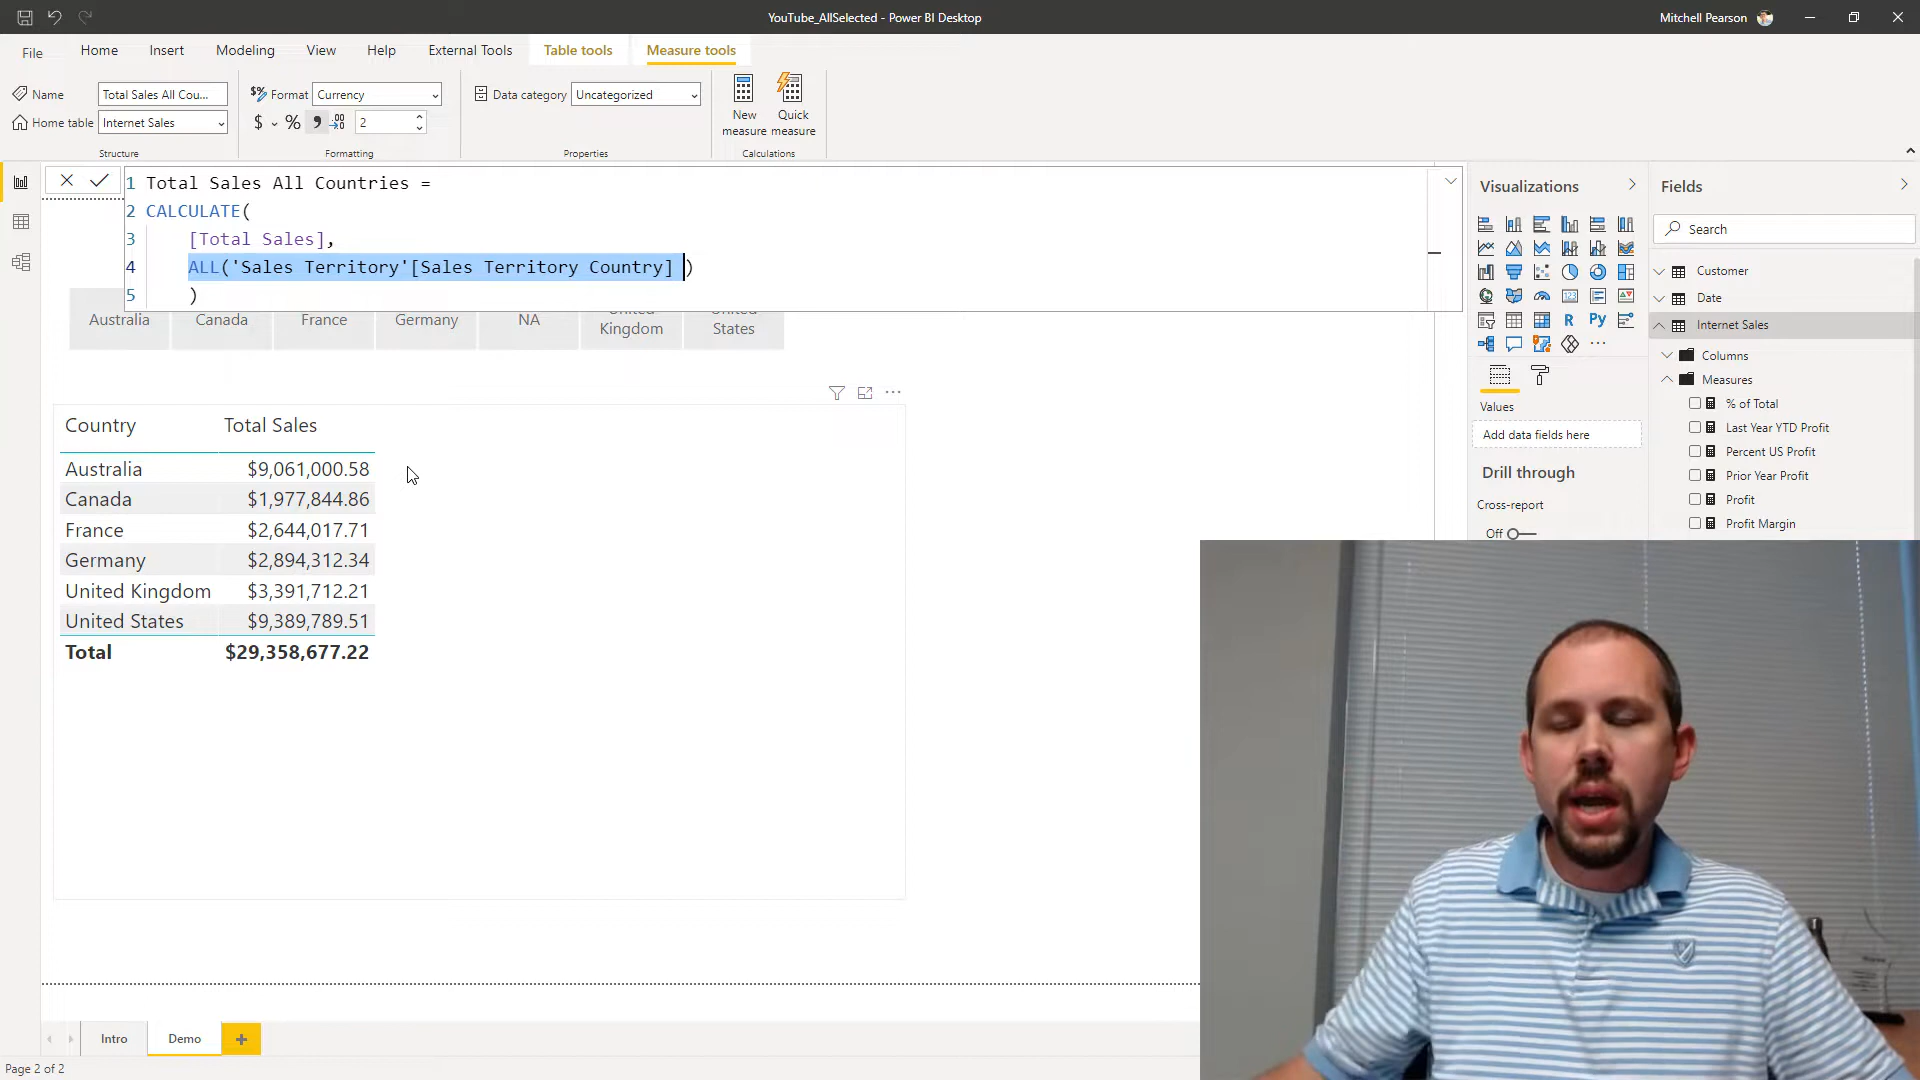 YouTube_AllSelected - Power BI Desktop
Mitchell Pearson
File
Home
Insert
Modeling
View
Help
External Tools
Table tools
Measure tools
Name
Total Sales All Cou...
Home table
Internet Sales
Structure
$% Format
Currency
$ % 9 .00 2
Formatting
Data category
Uncategorized
Properties
New measure
Quick measure
Calculations
1 Total Sales All Countries =
2 CALCULATE(
3 [Total Sales],
4 ALL('Sales Territory'[Sales Territory Country] )
5 )
Australia
Canada
France
Germany
NA
United Kingdom
United States
Country Total Sales
Australia $9,061,000.58
Canada $1,977,844.86
France $2,644,017.71
Germany $2,894,312.34
United Kingdom $3,391,712.21
United States $9,389,789.51
Total $29,358,677.22
Visualizations
R
Py
Values
Add data fields here
Drill through
Cross-report
Off
Fields
Search
Customer
Date
Internet Sales
Columns
Measures
% of Total
Last Year YTD Profit
Percent US Profit
Prior Year Profit
Profit
Profit Margin
Intro
Demo
+
Page 2 of 2